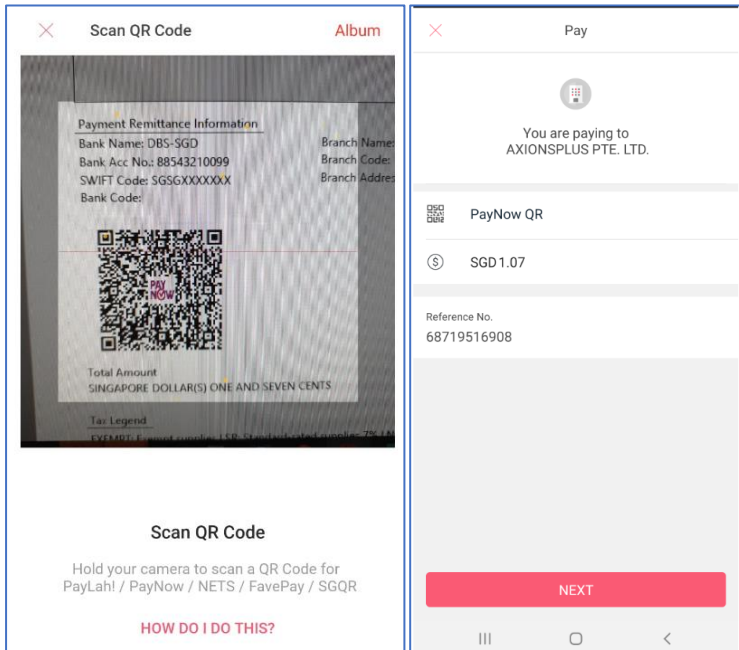 Scan QR Code
Album
Payment Remittance Information
Bank Name: DBS-SGD
Branch Name:
Bank Acc No.: 88543210099
Branch Code:
SWIFT Code: SGSGXXXXXXX
Branch Addres
Bank Code:
PAY
NOW
Total Amount
SINGAPORE DOLLAR(S) ONE AND SEVEN CENTS
Tax Legend
Scan QR Code
Hold your camera to scan a QR Code for
PayLah! / PayNow / NETS / FavePay / SGQR
HOW DO I DO THIS?
Pay
You are paying to
AXIONSPLUS PTE. LTD.
PayNow QR
SGD 1.07
Reference No.
68719516908
NEXT